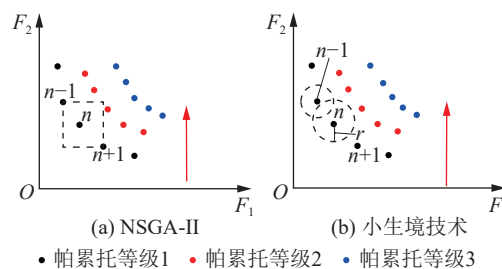 F₂
n−1
n
n+1
O
F₁
(a) NSGA-II
F₂
n−1
n
r
n+1
O
F
(b) 小生境技术
帕累托等级1 帕累托等级2 帕累托等级3